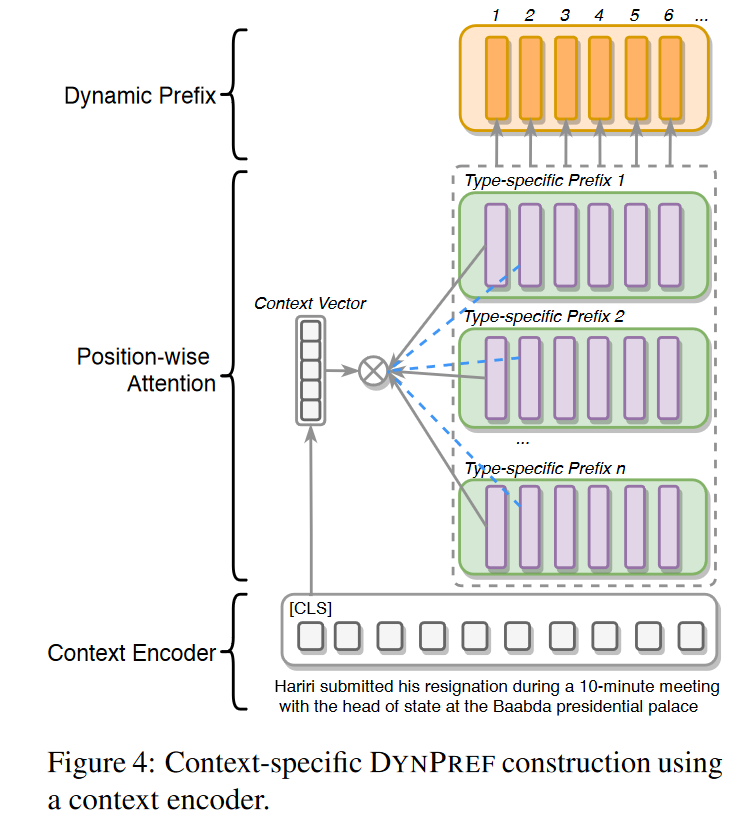 1 2 3 4 5 6 ...
Dynamic Prefix
Type-specific Prefix 1
Context Vector
Type-specific Prefix 2
Position-wise
Attention
...
Type-specific Prefix n
[CLS]
Context Encoder
Hariri submitted his resignation during a 10-minute meeting
with the head of state at the Baabda presidential palace
Figure 4: Context-specific DYNPREF construction using
a context encoder.